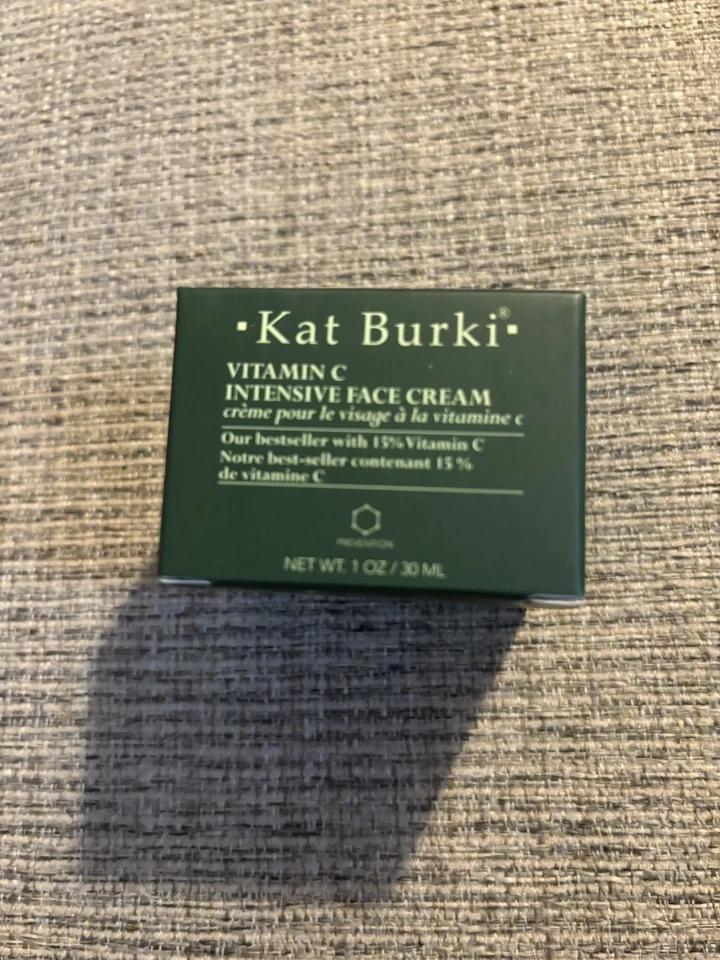 ·Kat Burki®·
VITAMIN C
INTENSIVE FACE CREAM
crème pour le visage à la vitamine c
Our bestseller with 15% Vitamin C
Notre best-seller contenant 15 %
de vitamine C
PREVENTION
NET WT. 1 OZ / 30 ML